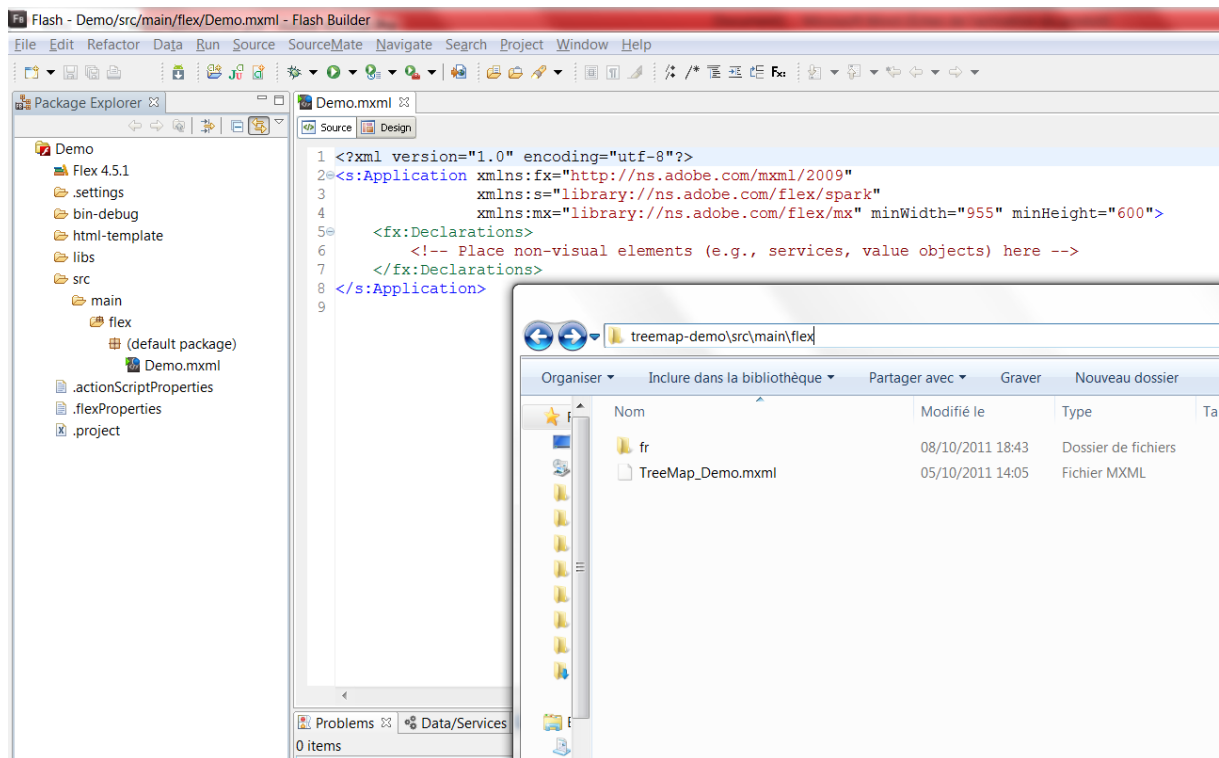 Fb Flash - Demo/src/main/flex/Demo.mxml - Flash Builder
File Edit Refactor Data Run Source SourceMate Navigate Search Project Window Help
Package Explorer
Demo
Flex 4.5.1
.settings
bin-debug
html-template
libs
src
main
flex
(default package)
Demo.mxml
.actionScriptProperties
.flexProperties
.project
Demo.mxml
Source Design
1 <?xml version="1.0" encoding="utf-8"?>
2 <s:Application xmlns:fx="http://ns.adobe.com/mxml/2009"
3 xmlns:s="library://ns.adobe.com/flex/spark"
4 xmlns:mx="library://ns.adobe.com/flex/mx" minWidth="955" minHeight="600">
5 <fx:Declarations>
6 <!-- Place non-visual elements (e.g., services, value objects) here -->
7 </fx:Declarations>
8 </s:Application>
9
treemap-demo\src\main\flex
Organiser Inclure dans la bibliothèque Partager avec Graver Nouveau dossier
Nom Modifié le Type Ta
fr 08/10/2011 18:43 Dossier de fichiers
TreeMap_Demo.mxml 05/10/2011 14:05 Fichier MXML
Problems Data/Services
0 items